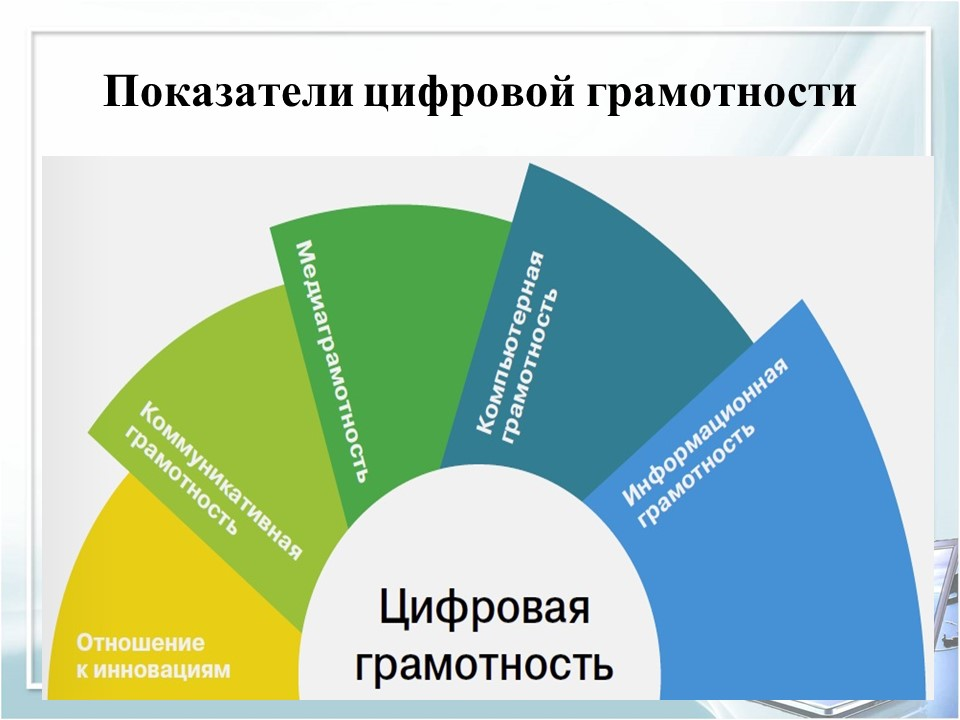 Показатели цифровой грамотности
Отношение
к инновациям
Коммуникативная
грамотность
Медиаграмотность
Компьютерная
грамотность
Информационная
грамотность
Цифровая
грамотность